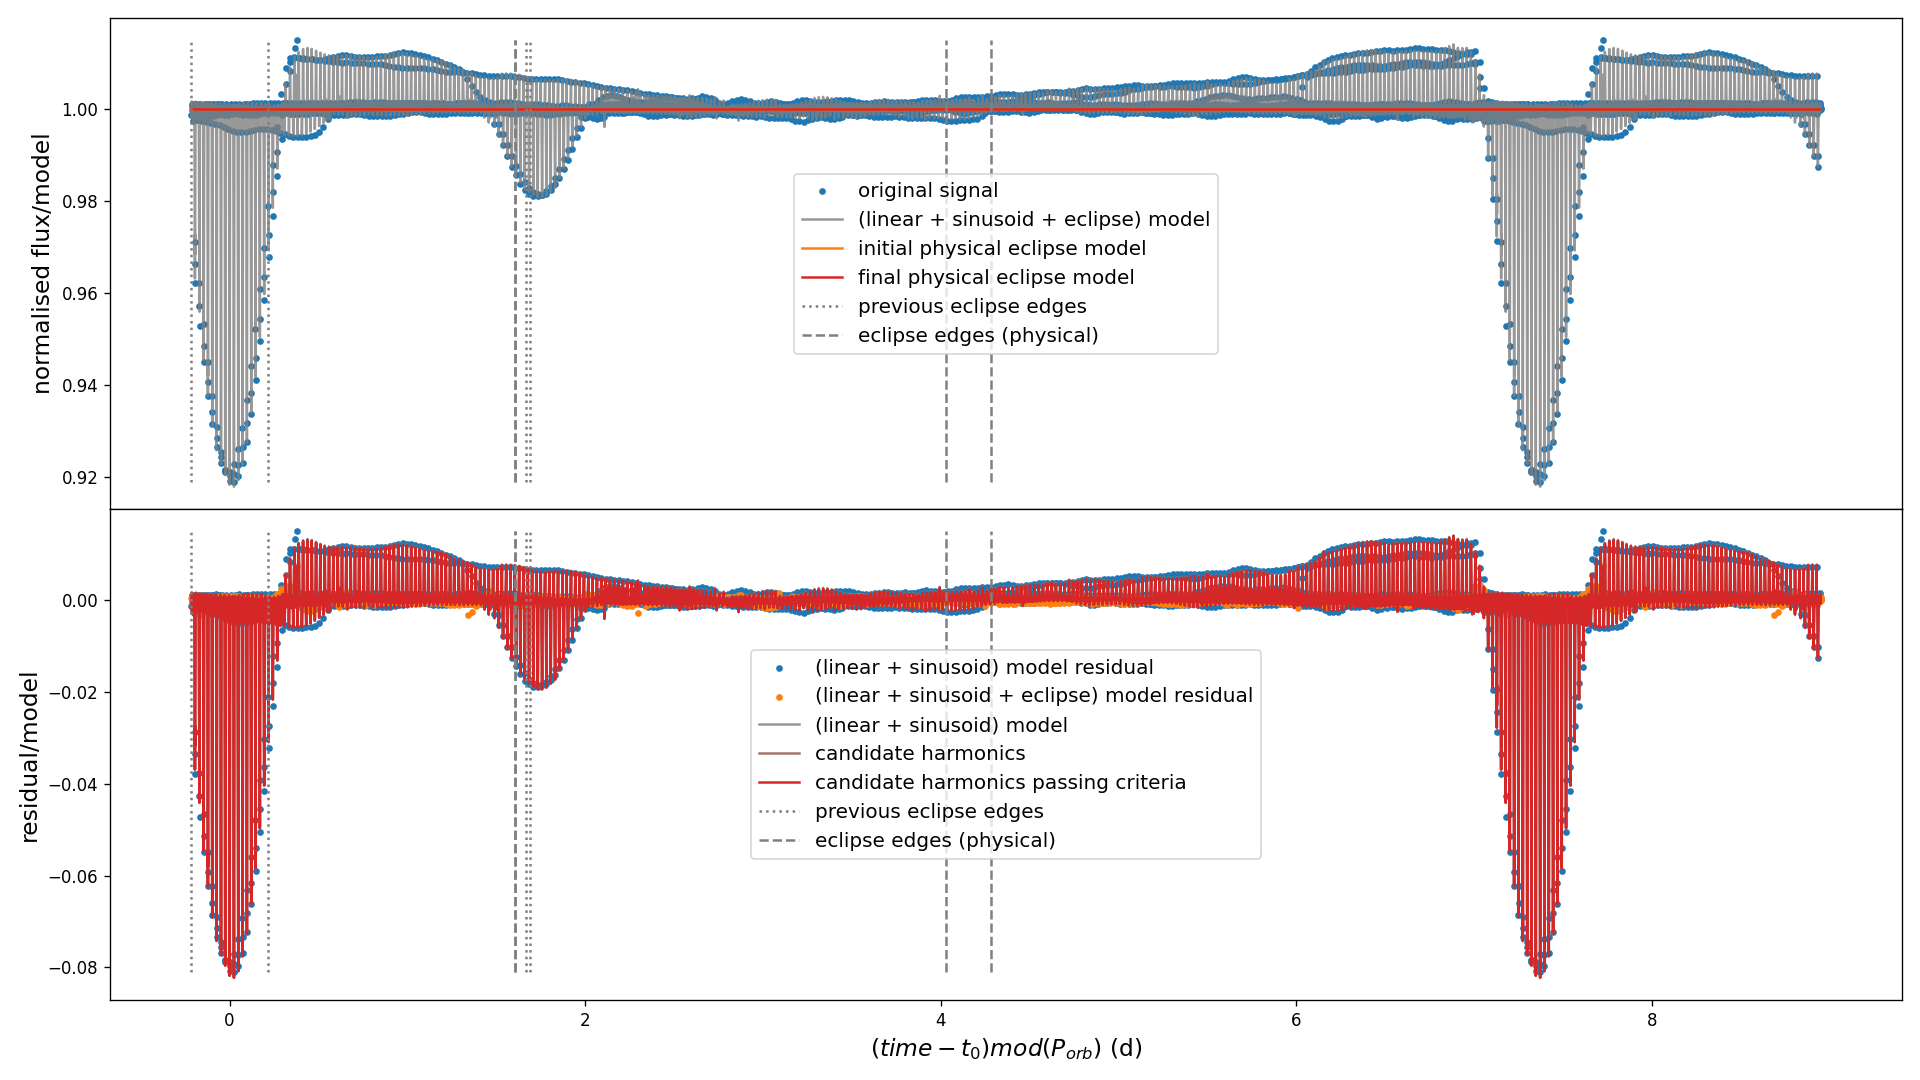 normalised flux/model
1.00
0.98
0.96
0.94
0.92
original signal
(linear + sinusoid + eclipse) model
initial physical eclipse model
final physical eclipse model
previous eclipse edges
eclipse edges (physical)
residual/model
0.00
−0.02
−0.04
−0.06
−0.08
(linear + sinusoid) model residual
(linear + sinusoid + eclipse) model residual
(linear + sinusoid) model
candidate harmonics
candidate harmonics passing criteria
previous eclipse edges
eclipse edges (physical)
0 2 4 6 8
(time − t₀)mod(Pₒᵣb) (d)